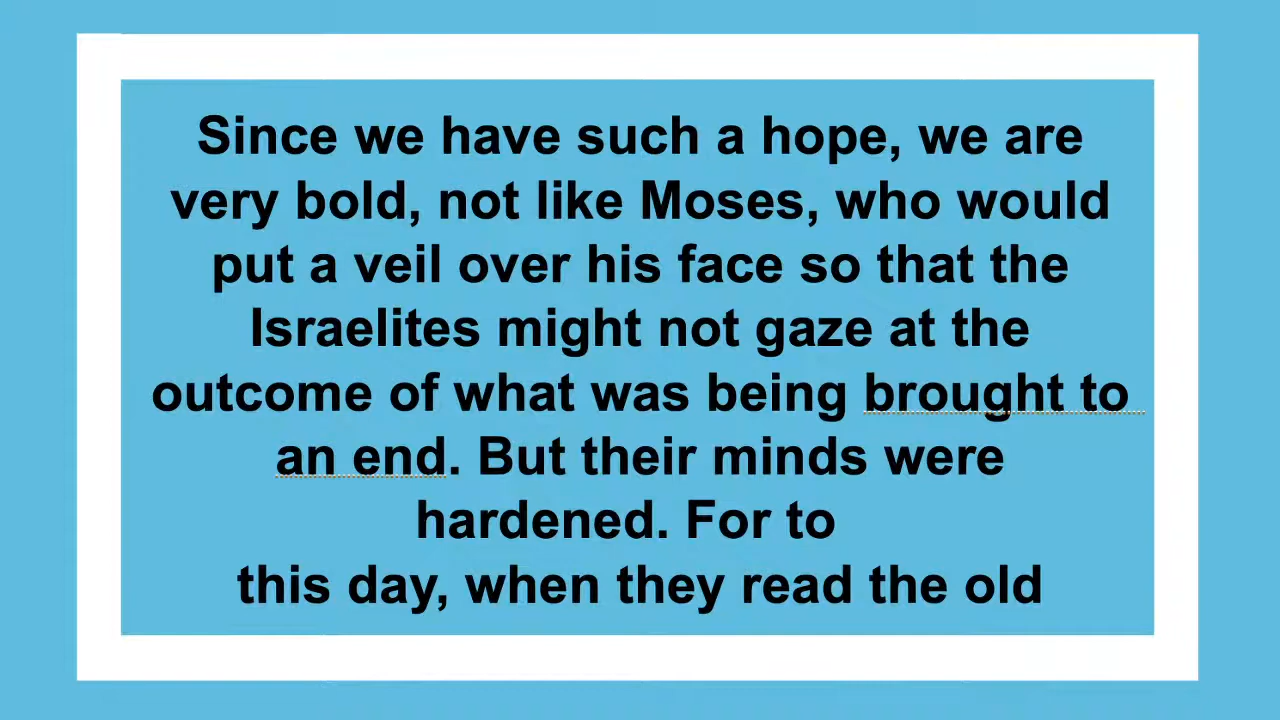 Since we have such a hope, we are
very bold, not like Moses, who would
put a veil over his face so that the
Israelites might not gaze at the
outcome of what was being brought to
an end. But their minds were
hardened. For to
this day, when they read the old